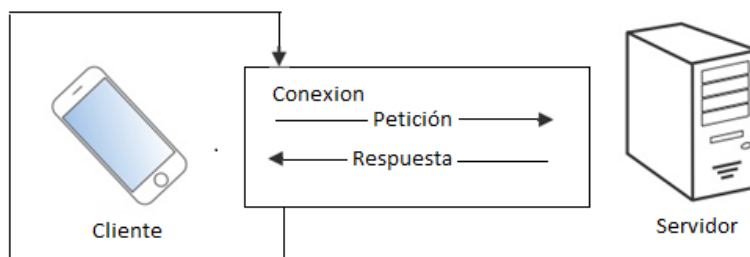 Conexion
Petición
Respuesta
Cliente
Servidor